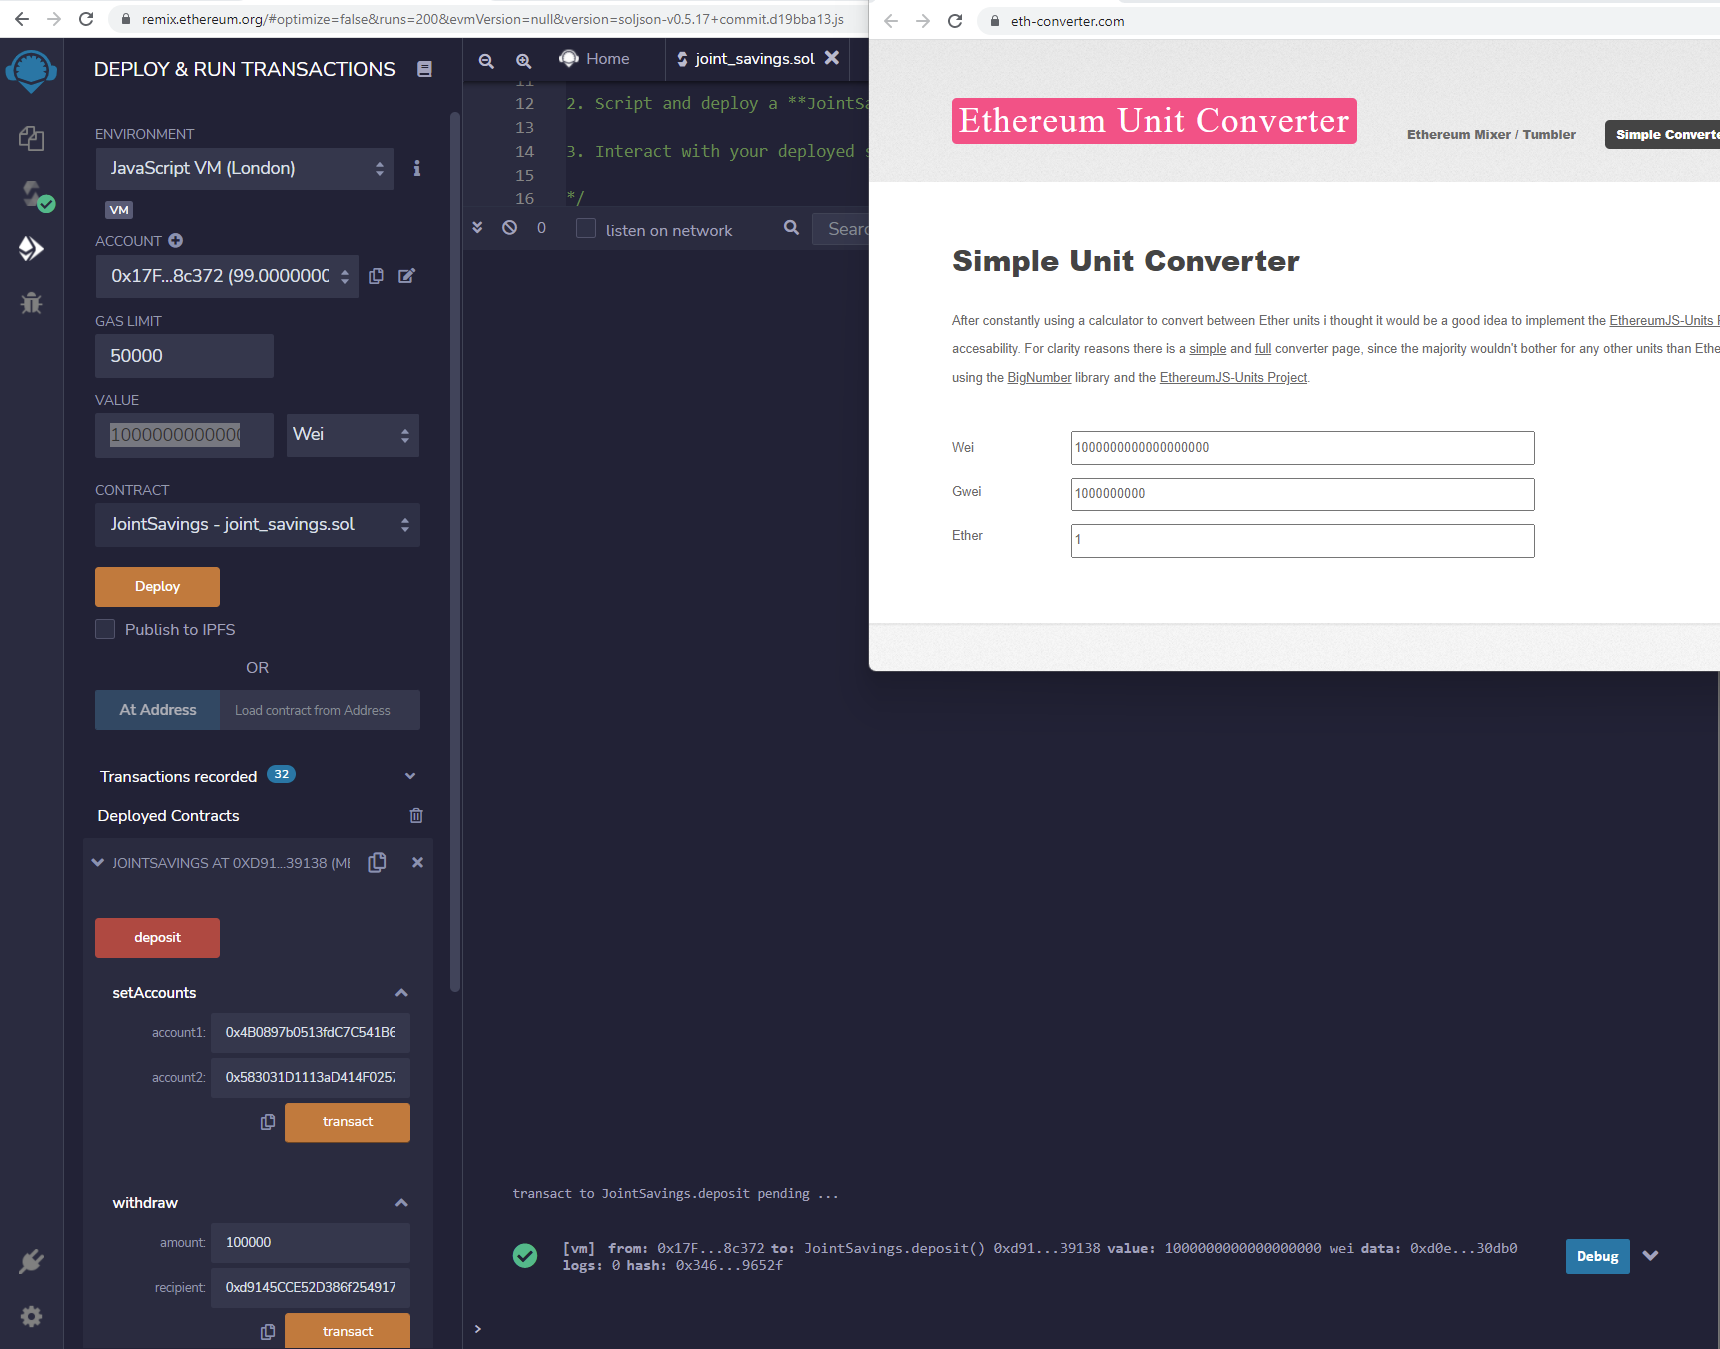 remix.ethereum.org/#optimize=false&runs=200&evmVersion=null&version=soljson-v0.5.17+commit.d19bba13.js
DEPLOY & RUN TRANSACTIONS
ENVIRONMENT
JavaScript VM (London)
VM
ACCOUNT
0x17F...8c372 (99.0000000
GAS LIMIT
50000
VALUE
1000000000000
Wei
CONTRACT
JointSavings - joint_savings.sol
Deploy
Publish to IPFS
OR
At Address
Load contract from Address
Transactions recorded 32
Deployed Contracts
JOINTSAVINGS AT 0XD91...39138 (ME
deposit
setAccounts
account1: 0x4B0897b0513fdC7C541B6
account2: 0x583031D1113aD414F0257
transact
withdraw
amount: 100000
recipient: 0xd9145CCE52D386f254917
transact
Home
joint_savings.sol
11
12 2. Script and deploy a **JointSa
13
14 3. Interact with your deployed s
15
16 */
0
listen on network
Searc
transact to JointSavings.deposit pending ...
[vm] from: 0x17F...8c372 to: JointSavings.deposit() 0xd91...39138 value: 1000000000000000000 wei data: 0xd0e...30db0
logs: 0 hash: 0x346...9652f
Debug
>
eth-converter.com
Ethereum Unit Converter
Ethereum Mixer / Tumbler
Simple Converte
Simple Unit Converter
After constantly using a calculator to convert between Ether units i thought it would be a good idea to implement the EthereumJS-Units P
accesability. For clarity reasons there is a simple and full converter page, since the majority wouldn't bother for any other units than Ethe
using the BigNumber library and the EthereumJS-Units Project.
Wei 1000000000000000000
Gwei 1000000000
Ether 1